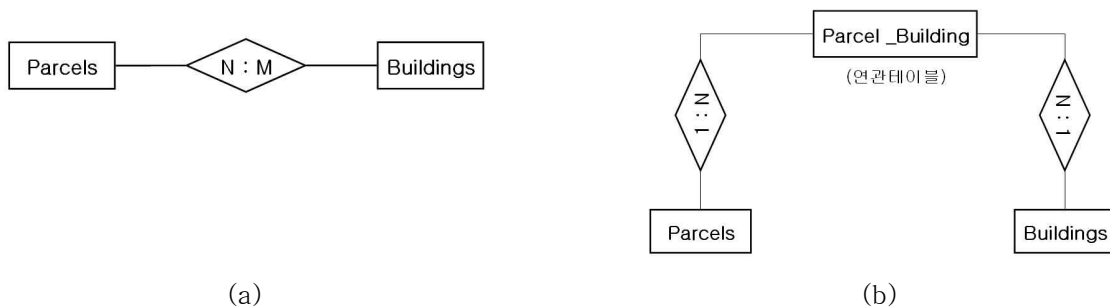 Parcels
N : M
Buildings
(a)
Parcel _Building
(연관테이블)
1 : N
N : 1
Parcels
Buildings
(b)